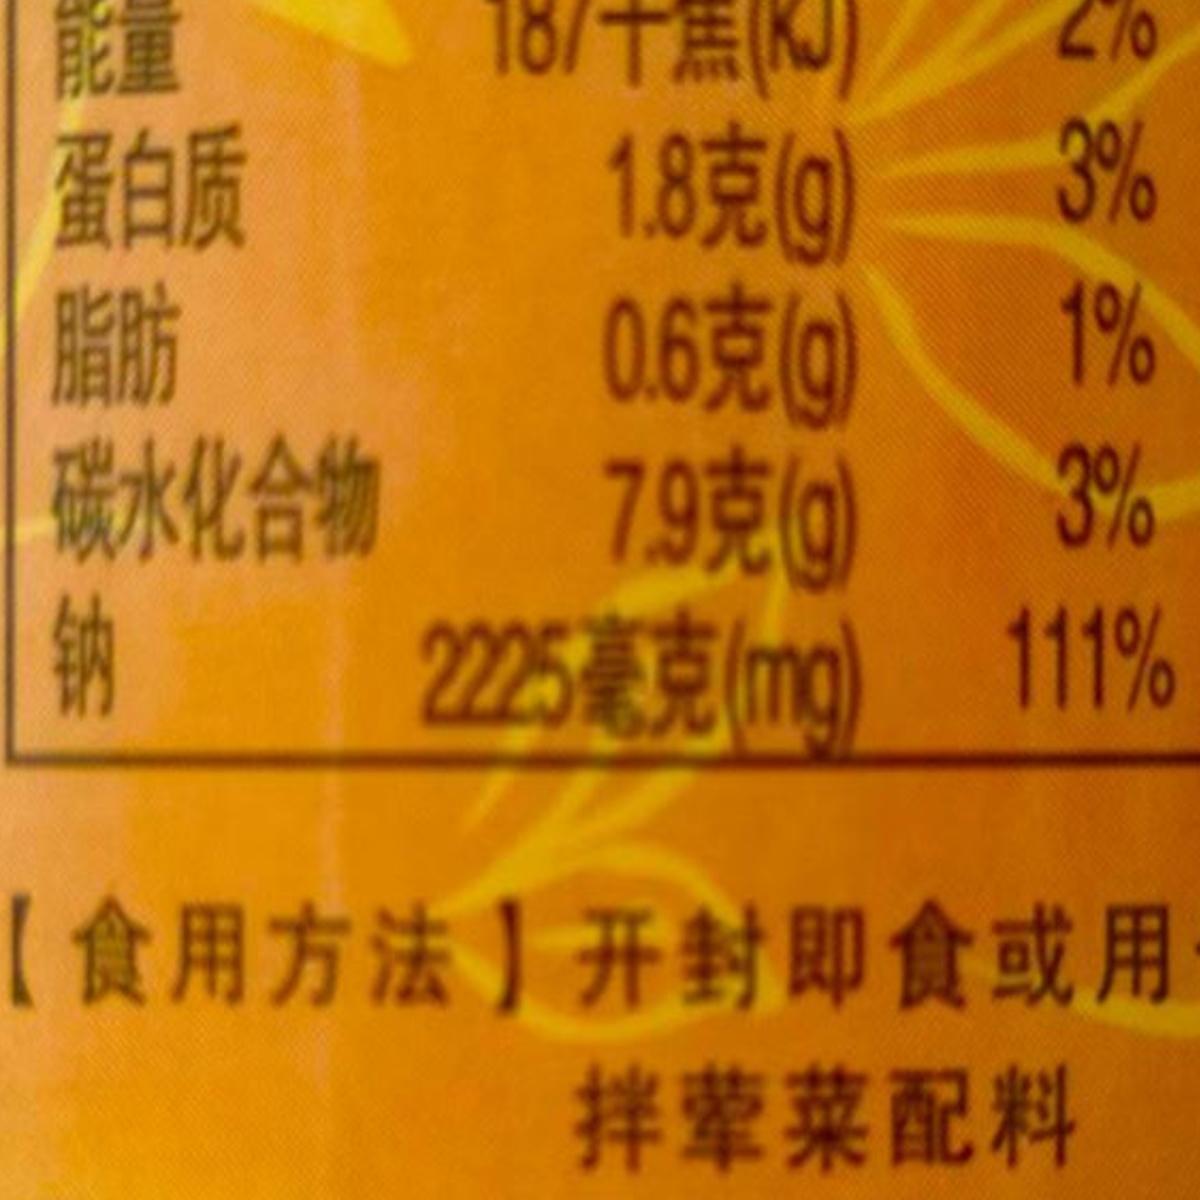 能量 187千焦(KJ) 2%
蛋白质 1.8克(g) 3%
脂肪 0.6克(g) 1%
碳水化合物 7.9克(g) 3%
钠 2225毫克(mg) 111%
【食用方法】开封即食或用
拌荤菜配料